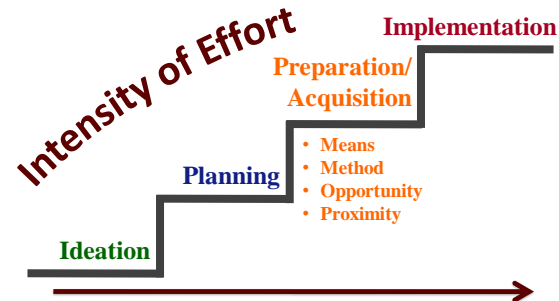 Intensity of Effort
Implementation
Preparation/
Acquisition
• Means
• Method
• Opportunity
• Proximity
Planning
Ideation